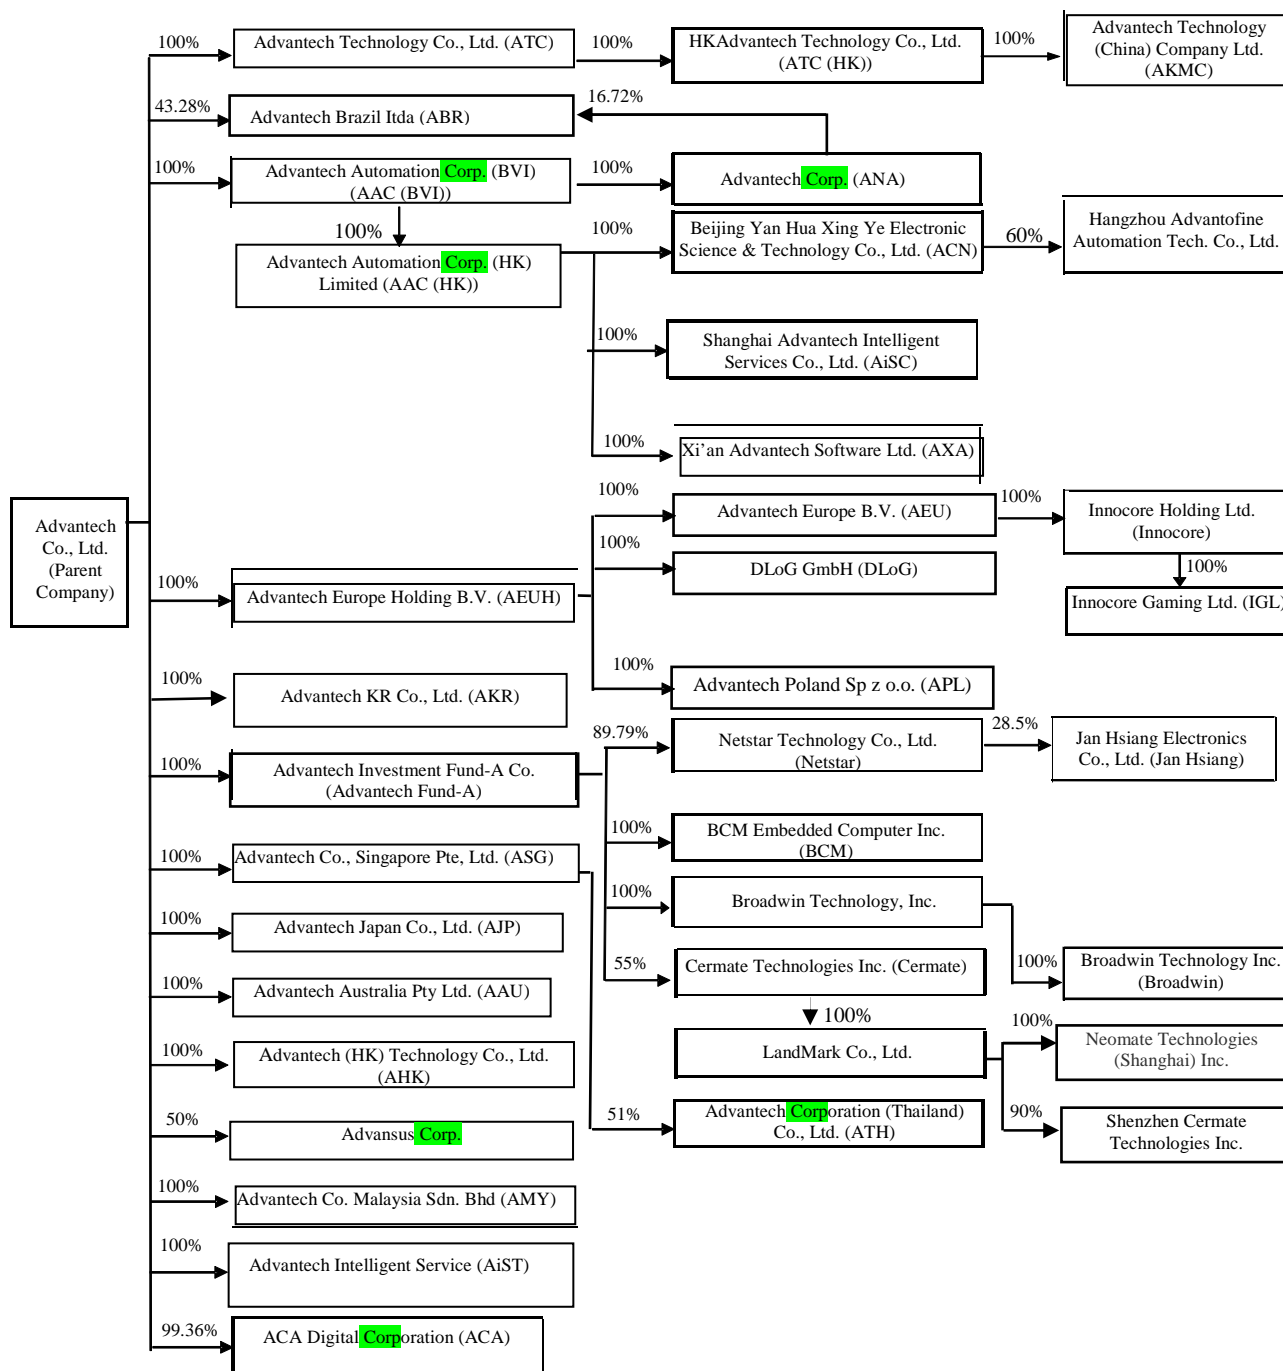 100%
Advantech Technology Co., Ltd. (ATC)
100%
HKAdvantech Technology Co., Ltd.
(ATC (HK))
100%
Advantech Technology
(China) Company Ltd.
(AKMC)
43.28%
Advantech Brazil Itda (ABR)
16.72%
100%
Advantech Automation Corp. (BVI)
(AAC (BVI))
100%
Advantech Corp. (ANA)
100%
Advantech Automation Corp. (HK)
Limited (AAC (HK))
100%
Beijing Yan Hua Xing Ye Electronic
Science & Technology Co., Ltd. (ACN)
60%
Hangzhou Advantofine
Automation Tech. Co., Ltd.
100%
Shanghai Advantech Intelligent
Services Co., Ltd. (AiSC)
100%
Xi’an Advantech Software Ltd. (AXA)
Advantech
Co., Ltd.
(Parent
Company)
100%
Advantech Europe Holding B.V. (AEUH)
100%
Advantech Europe B.V. (AEU)
100%
Innocore Holding Ltd.
(Innocore)
100%
DLoG GmbH (DLoG)
100%
Innocore Gaming Ltd. (IGL)
100%
Advantech Poland Sp z o.o. (APL)
100%
Advantech KR Co., Ltd. (AKR)
100%
Advantech Investment Fund-A Co.
(Advantech Fund-A)
89.79%
Netstar Technology Co., Ltd.
(Netstar)
28.5%
Jan Hsiang Electronics
Co., Ltd. (Jan Hsiang)
100%
BCM Embedded Computer Inc.
(BCM)
100%
Advantech Co., Singapore Pte, Ltd. (ASG)
100%
Broadwin Technology, Inc.
100%
Advantech Japan Co., Ltd. (AJP)
55%
Cermate Technologies Inc. (Cermate)
100%
Broadwin Technology Inc.
(Broadwin)
100%
Advantech Australia Pty Ltd. (AAU)
100%
LandMark Co., Ltd.
100%
Neomate Technologies
(Shanghai) Inc.
100%
Advantech (HK) Technology Co., Ltd.
(AHK)
50%
Advansus Corp.
51%
Advantech Corporation (Thailand)
Co., Ltd. (ATH)
90%
Shenzhen Cermate
Technologies Inc.
100%
Advantech Co. Malaysia Sdn. Bhd (AMY)
100%
Advantech Intelligent Service (AiST)
99.36%
ACA Digital Corporation (ACA)